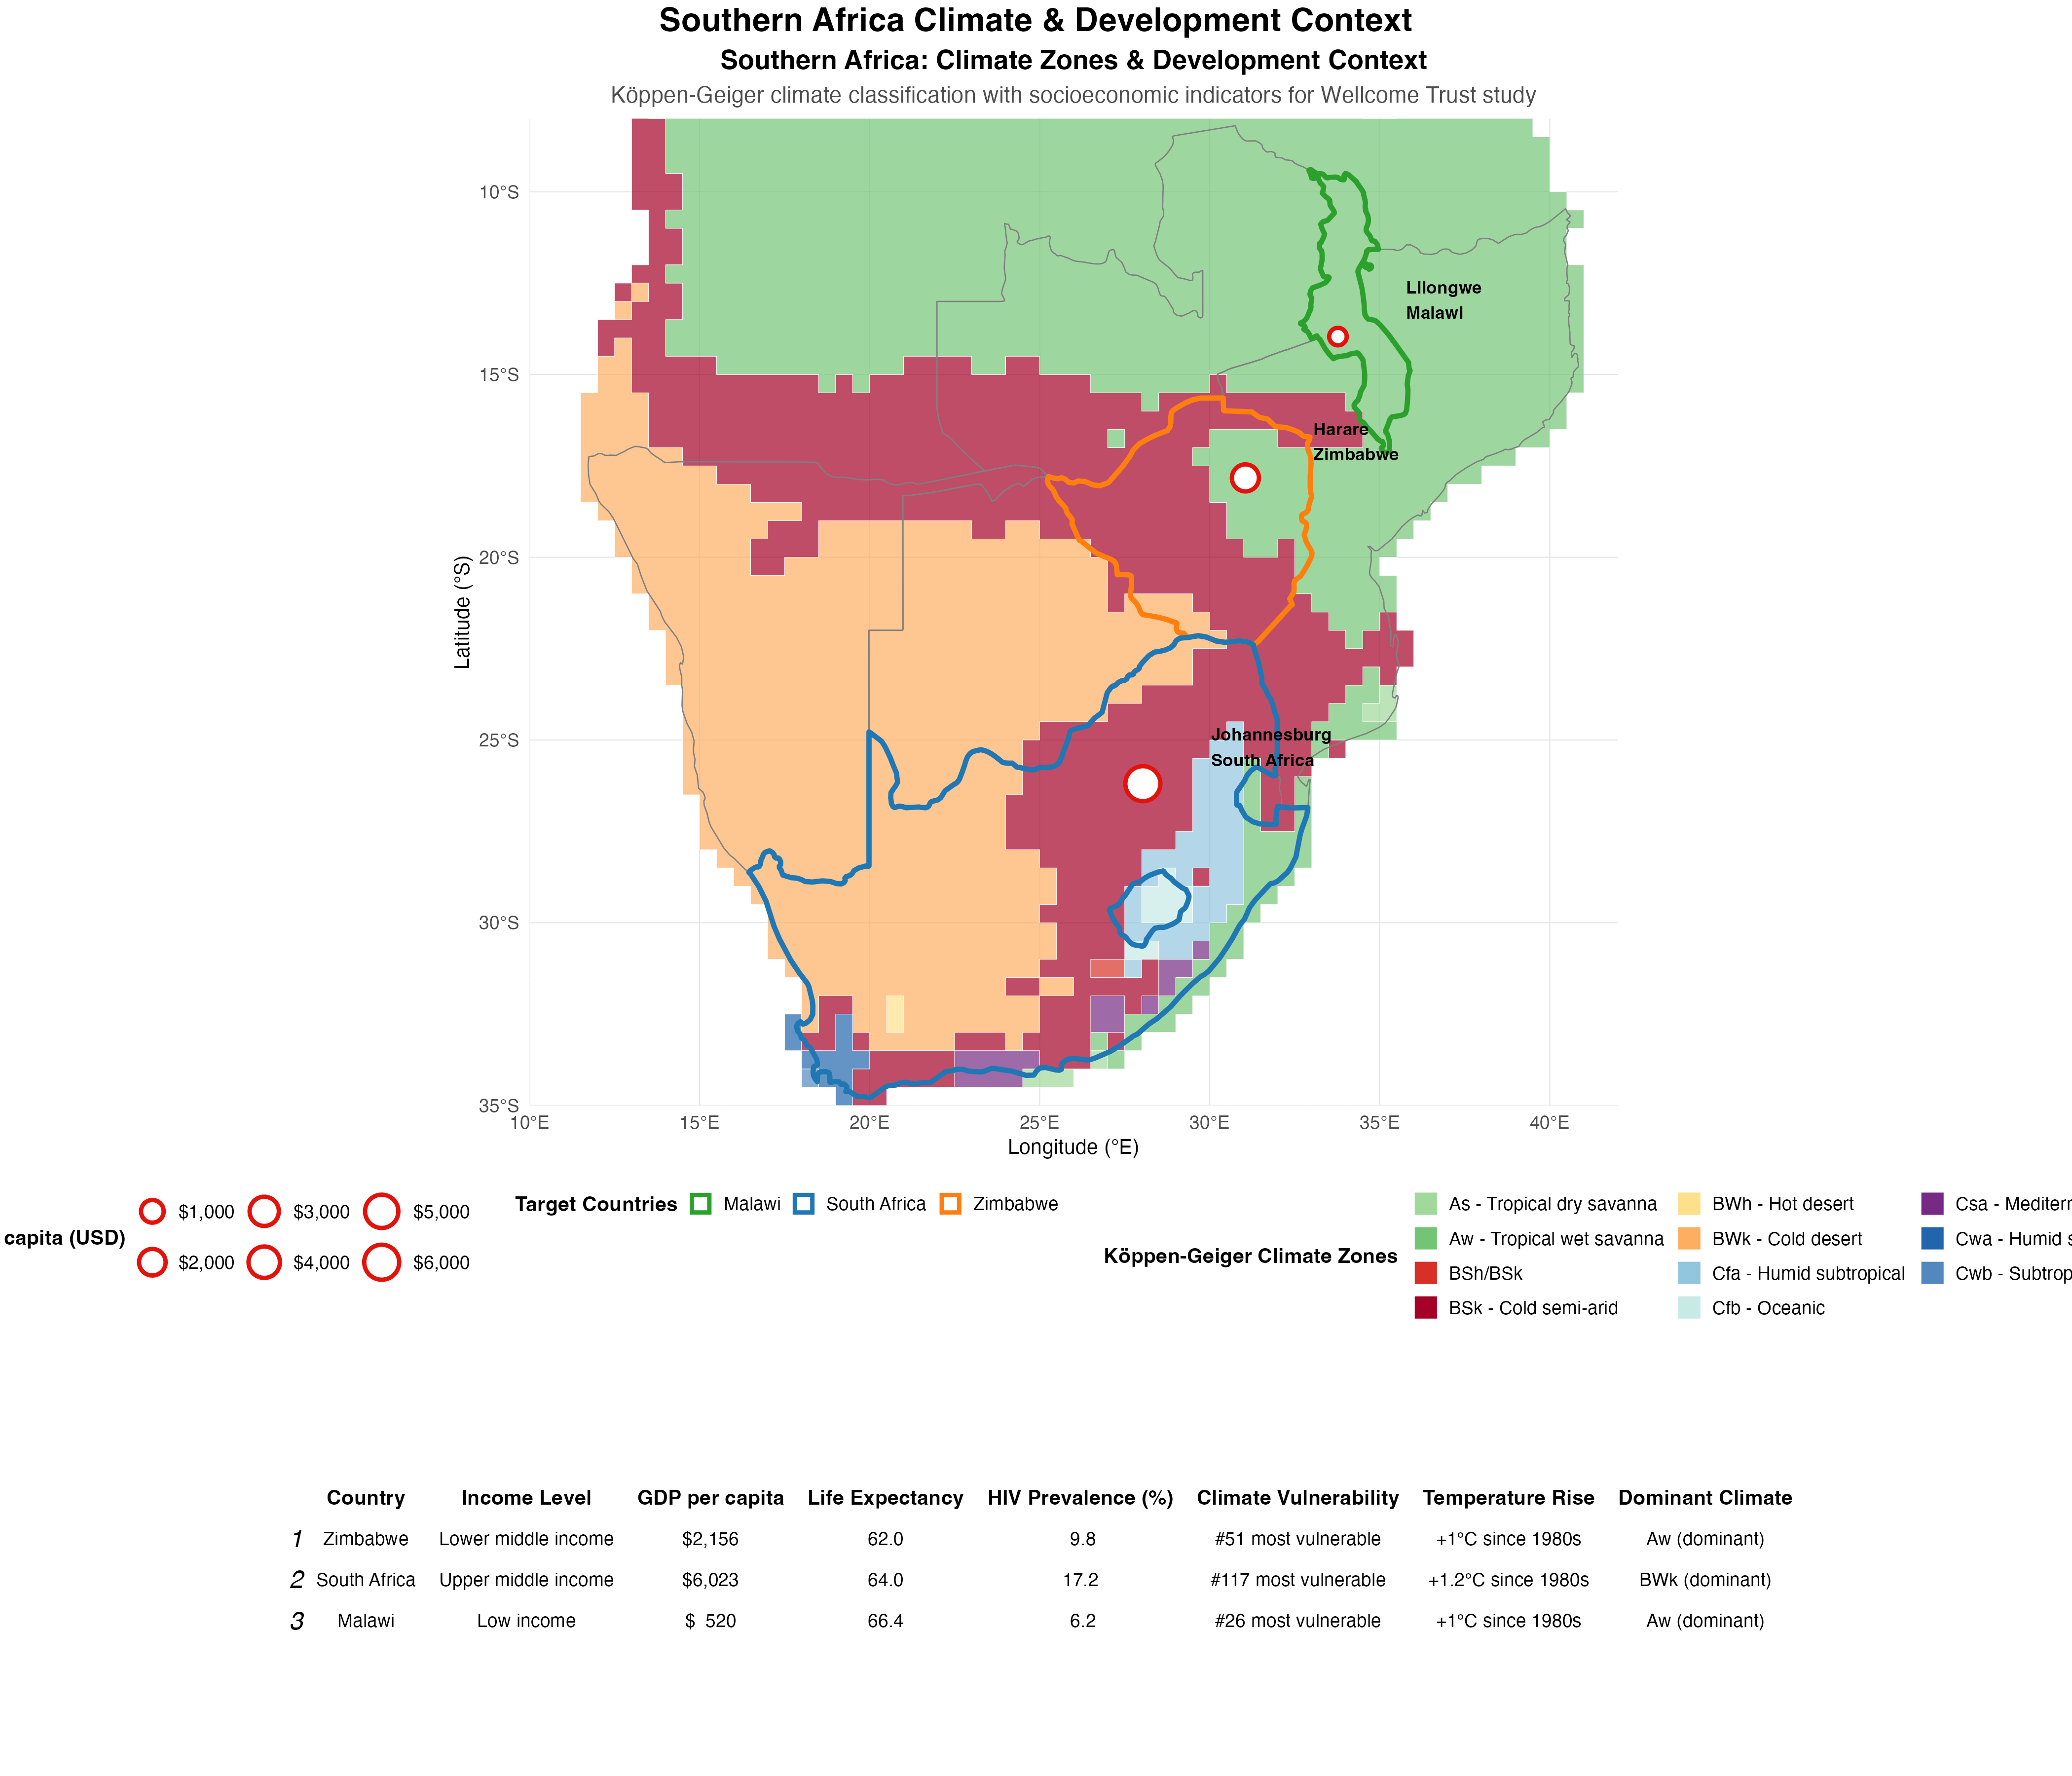 Southern Africa Climate & Development Context
Southern Africa: Climate Zones & Development Context
Köppen-Geiger climate classification with socioeconomic indicators for Wellcome Trust study
10°S
Lilongwe
Malawi
15°S
Harare
Zimbabwe
20°S
Latitude (°S)
25°S
Johannesburg
South Africa
30°S
35°S
10°E 15°E 20°E 25°E 30°E 35°E 40°E
Longitude (°E)
capita (USD)
$1,000 $3,000 $5,000
$2,000 $4,000 $6,000
Target Countries Malawi South Africa Zimbabwe
Köppen-Geiger Climate Zones
As - Tropical dry savanna BWh - Hot desert Csa - Mediterr
Aw - Tropical wet savanna BWk - Cold desert Cwa - Humid s
BSh/BSk Cfa - Humid subtropical Cwb - Subtrop
BSk - Cold semi-arid Cfb - Oceanic
Country Income Level GDP per capita Life Expectancy HIV Prevalence (%) Climate Vulnerability Temperature Rise Dominant Climate
1 Zimbabwe Lower middle income $2,156 62.0 9.8 #51 most vulnerable +1°C since 1980s Aw (dominant)
2 South Africa Upper middle income $6,023 64.0 17.2 #117 most vulnerable +1.2°C since 1980s BWk (dominant)
3 Malawi Low income $ 520 66.4 6.2 #26 most vulnerable +1°C since 1980s Aw (dominant)